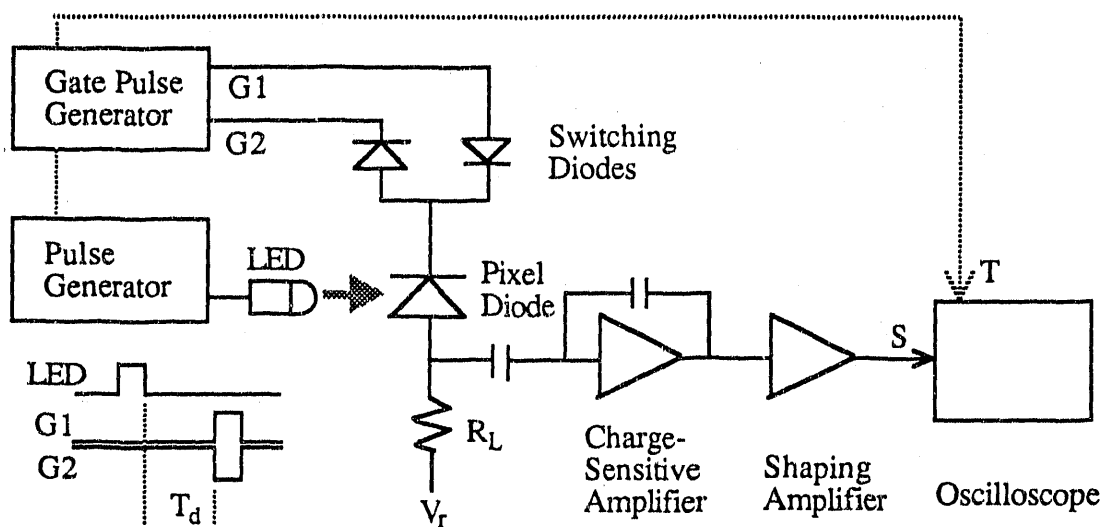 Gate Pulse
Generator
G1
G2
Switching
Diodes
Pulse
Generator
LED
Pixel
Diode
T
S
LED
G1
G2
T_d
R_L
V_r
Charge-
Sensitive
Amplifier
Shaping
Amplifier
Oscilloscope